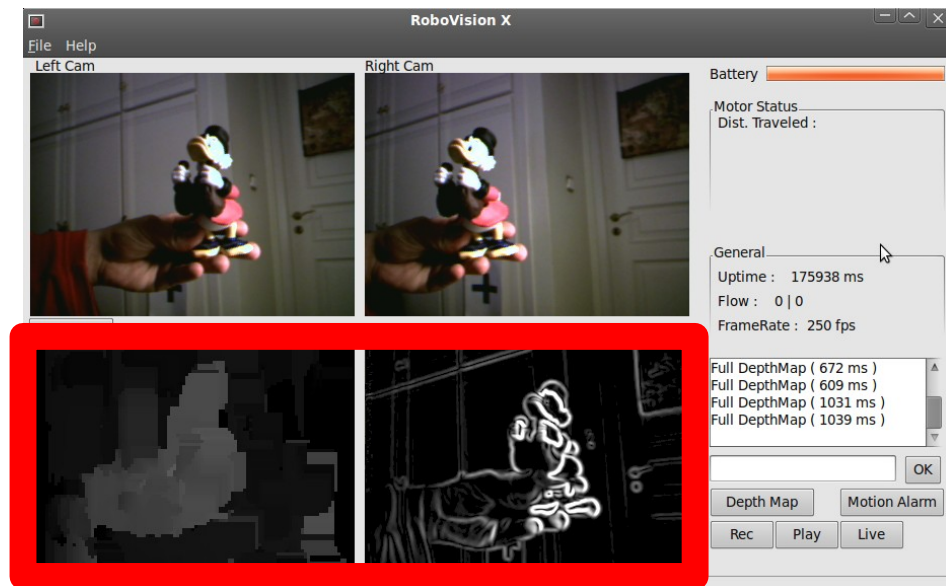 RoboVision X
File Help
Left Cam
Right Cam
Battery
Motor Status
Dist. Traveled :
General
Uptime : 175938 ms
Flow : 0 | 0
FrameRate : 250 fps
Full DepthMap ( 672 ms )
Full DepthMap ( 609 ms )
Full DepthMap ( 1031 ms )
Full DepthMap ( 1039 ms )
OK
Depth Map
Motion Alarm
Rec
Play
Live